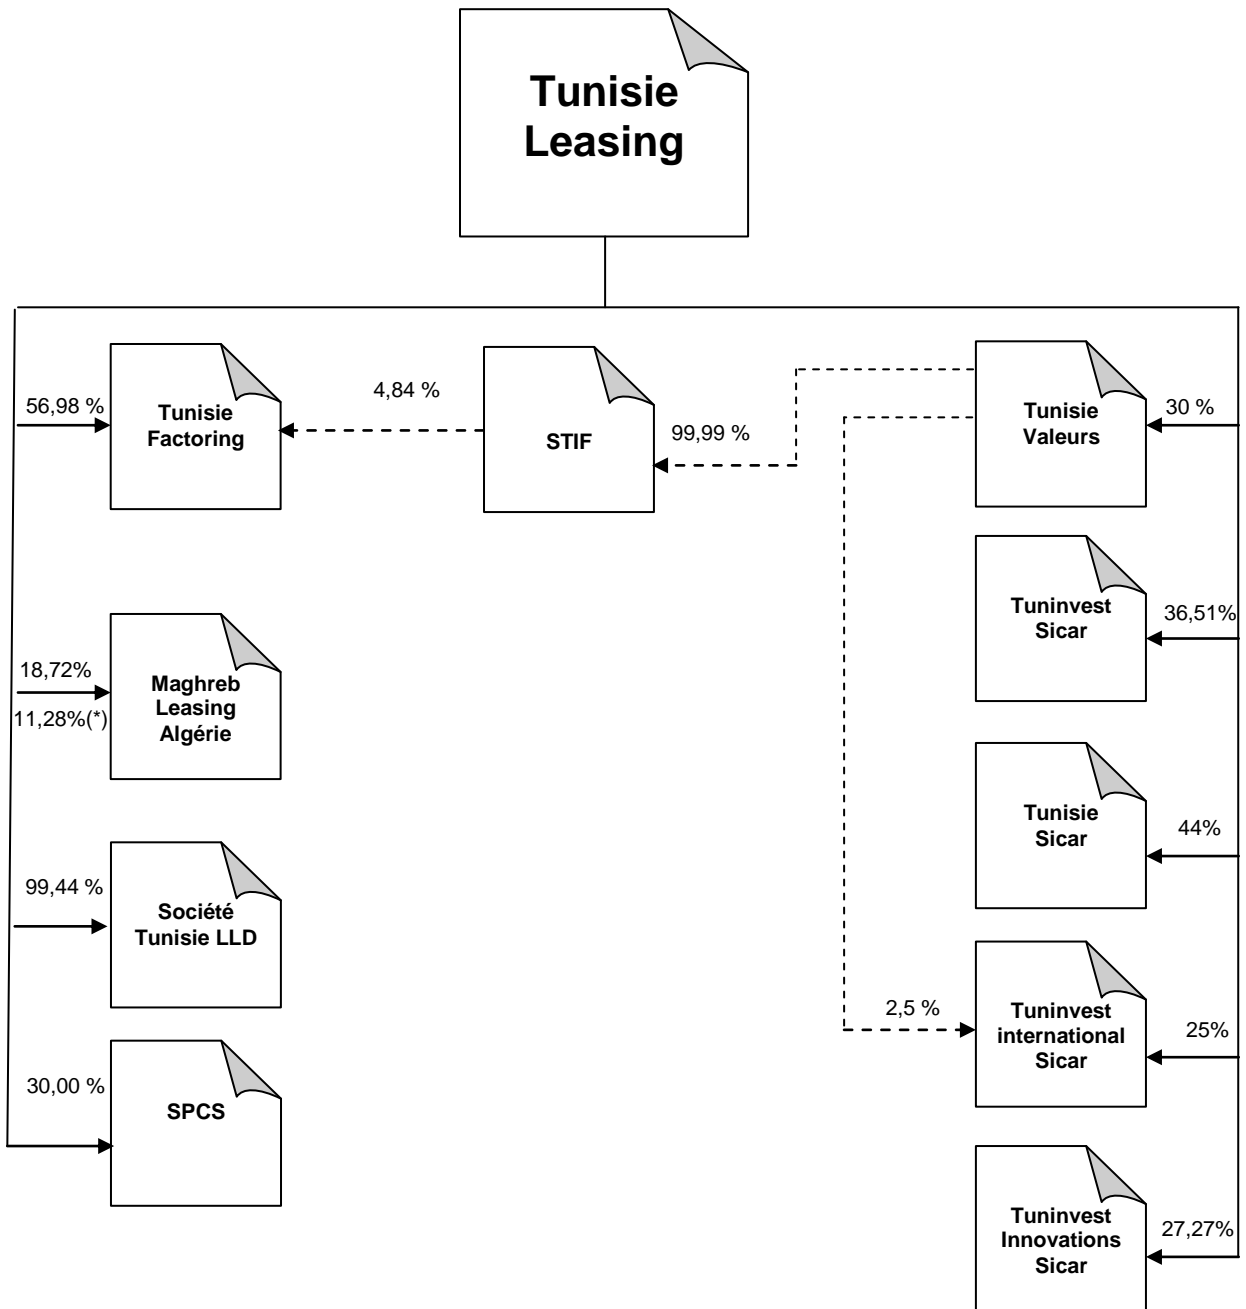 Tunisie
Leasing
56,98 %
Tunisie
Factoring
4,84 %
STIF
99,99 %
Tunisie
Valeurs
30 %
Tuninvest
Sicar
36,51%
18,72%
11,28%(*)
Maghreb
Leasing
Algérie
Tunisie
Sicar
44%
99,44 %
Société
Tunisie LLD
2,5 %
Tuninvest
international
Sicar
25%
30,00 %
SPCS
Tuninvest
Innovations
Sicar
27,27%